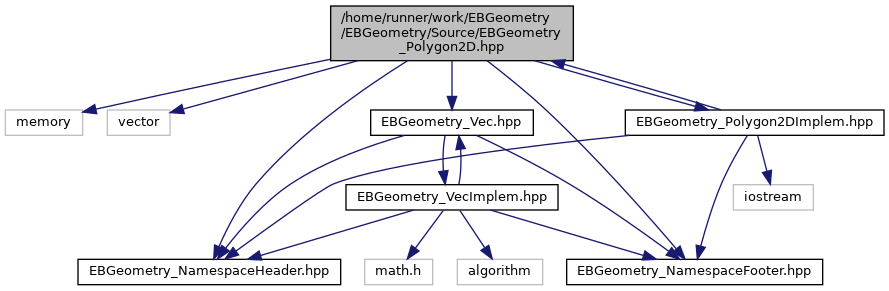 /home/runner/work/EBGeometry
/EBGeometry/Source/EBGeometry
_Polygon2D.hpp
memory
vector
EBGeometry_Vec.hpp
EBGeometry_Polygon2DImplem.hpp
EBGeometry_VecImplem.hpp
iostream
EBGeometry_NamespaceHeader.hpp
math.h
algorithm
EBGeometry_NamespaceFooter.hpp